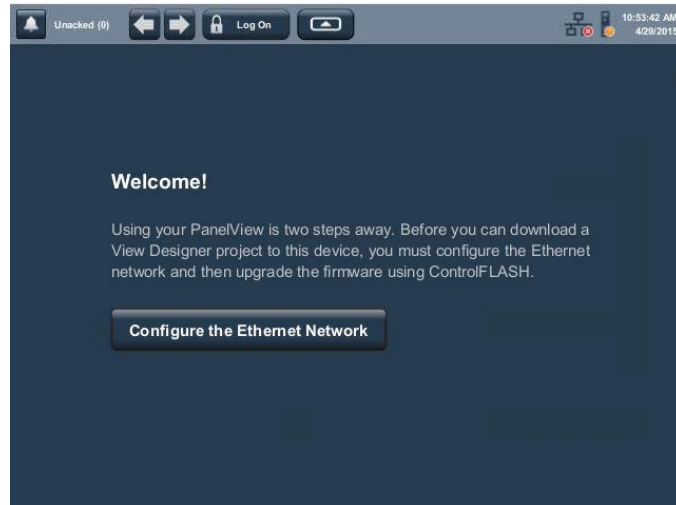 Unacked (0)
Log On
10:53:42 AM
4/29/2015
Welcome!
Using your PanelView is two steps away. Before you can download a
View Designer project to this device, you must configure the Ethernet
network and then upgrade the firmware using ControlFLASH.
Configure the Ethernet Network